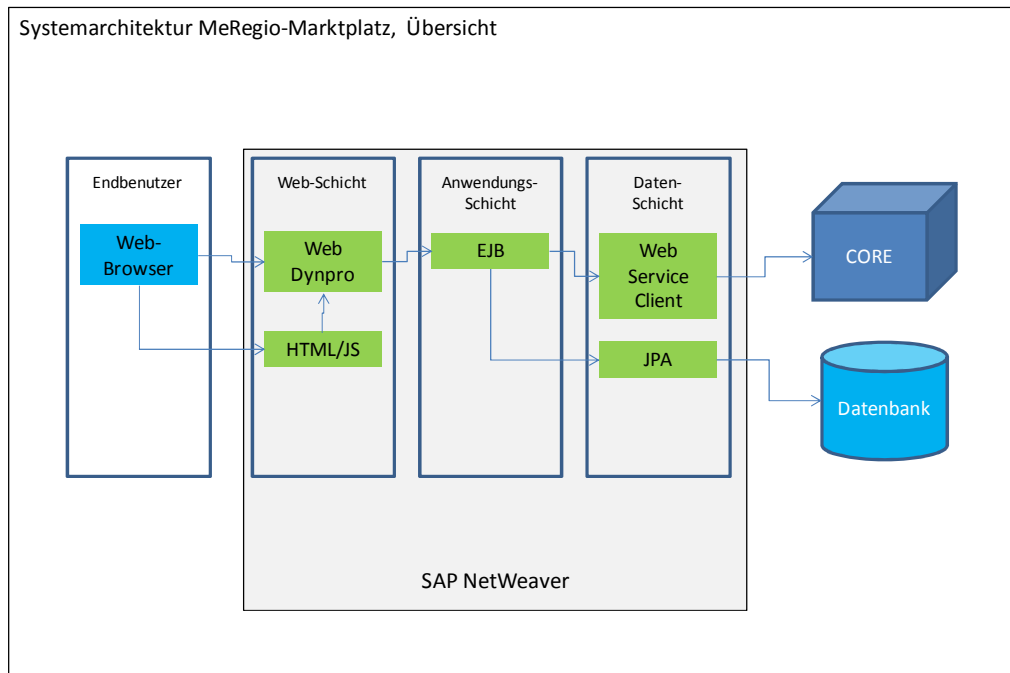 Systemarchitektur MeRegio-Marktplatz, Übersicht
Endbenutzer
Web-Schicht
Anwendungs-
Schicht
Daten-
Schicht
Web-
Browser
Web
Dynpro
EJB
Web
Service
Client
CORE
HTML/JS
JPA
Datenbank
SAP NetWeaver